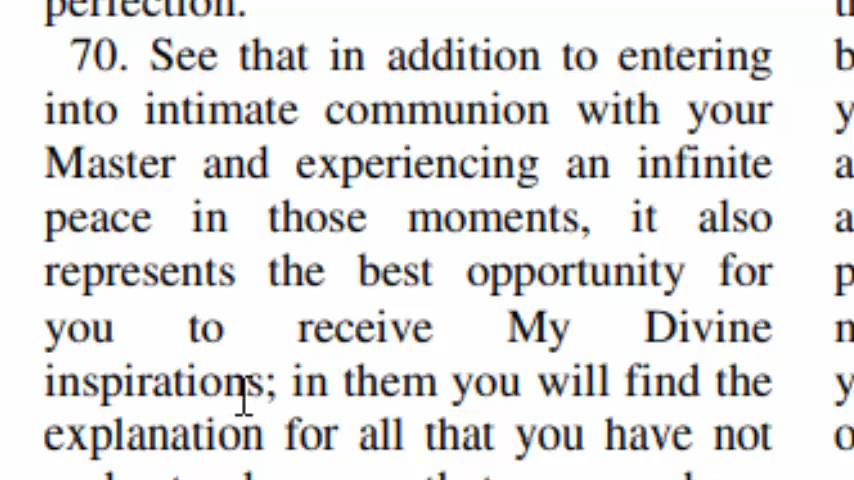 perfection.
70. See that in addition to entering
into intimate communion with your
Master and experiencing an infinite
peace in those moments, it also
represents the best opportunity for
you to receive My Divine
inspirations; in them you will find the
explanation for all that you have not